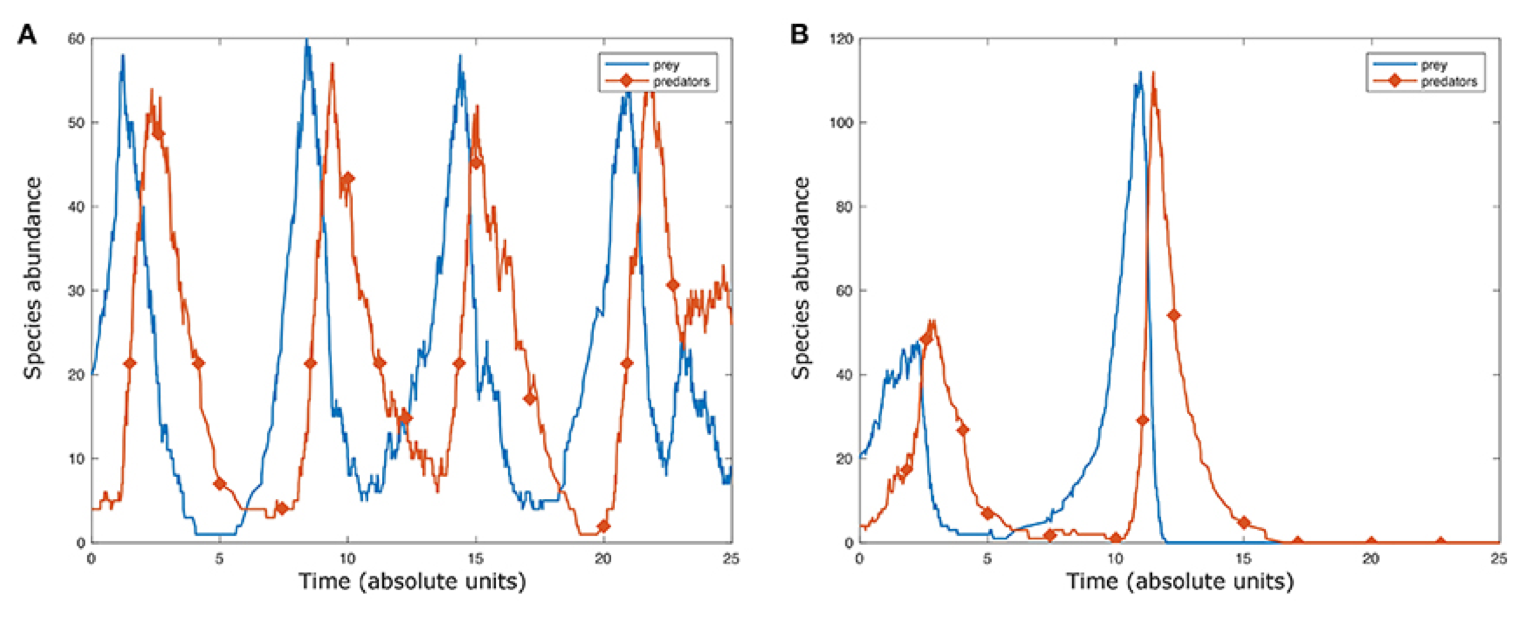 A
60
50
40
30
20
10
0
Species abundance
prey
predators
0 5 10 15 20 25
Time (absolute units)
B
120
100
80
60
40
20
0
Species abundance
prey
predators
0 5 10 15 20 25
Time (absolute units)